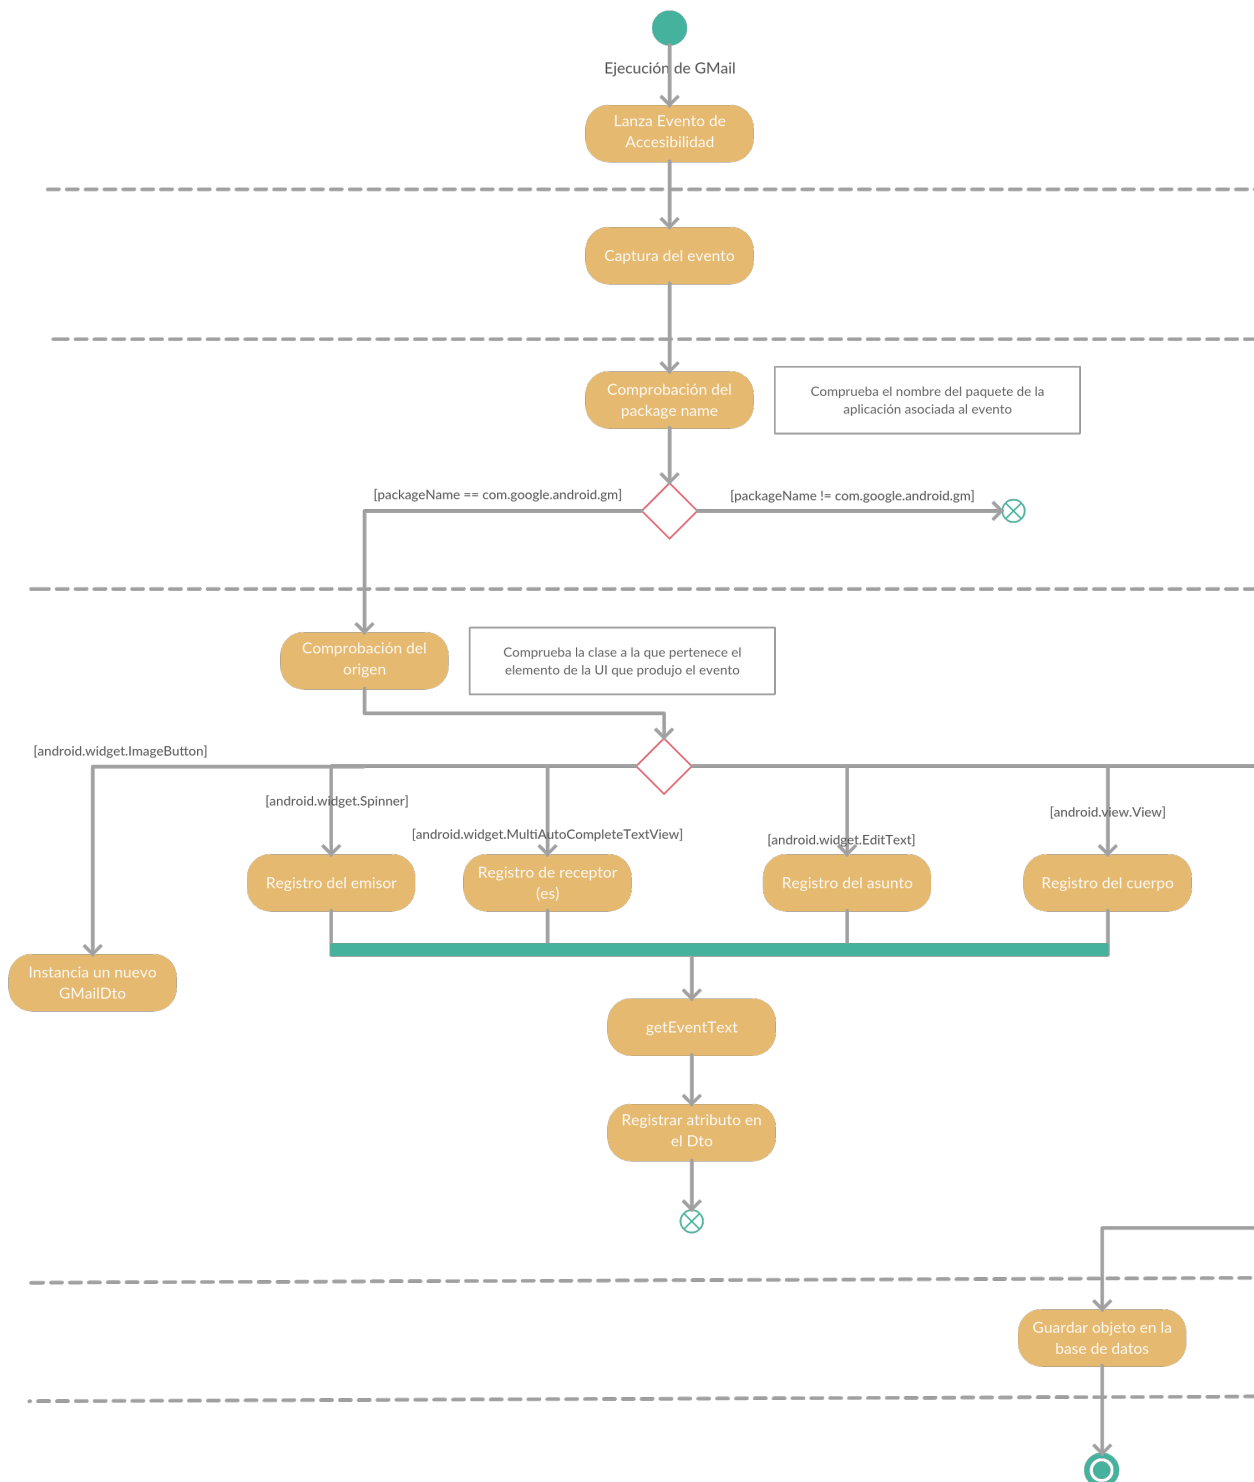 Ejecución de GMail
Lanza Evento de
Accesibilidad
Captura del evento
Comprobación del
package name
Comprueba el nombre del paquete de la
aplicación asociada al evento
[packageName == com.google.android.gm]
[packageName != com.google.android.gm]
Comprobación del
origen
Comprueba la clase a la que pertenece el
elemento de la UI que produjo el evento
[android.widget.ImageButton]
[android.widget.Spinner]
[android.widget.MultiAutoCompleteTextView]
[android.widget.EditText]
[android.view.View]
Registro del emisor
Registro de receptor
(es)
Registro del asunto
Registro del cuerpo
Instancia un nuevo
GMailDto
getEventText
Registrar atributo en
el Dto
Guardar objeto en la
base de datos